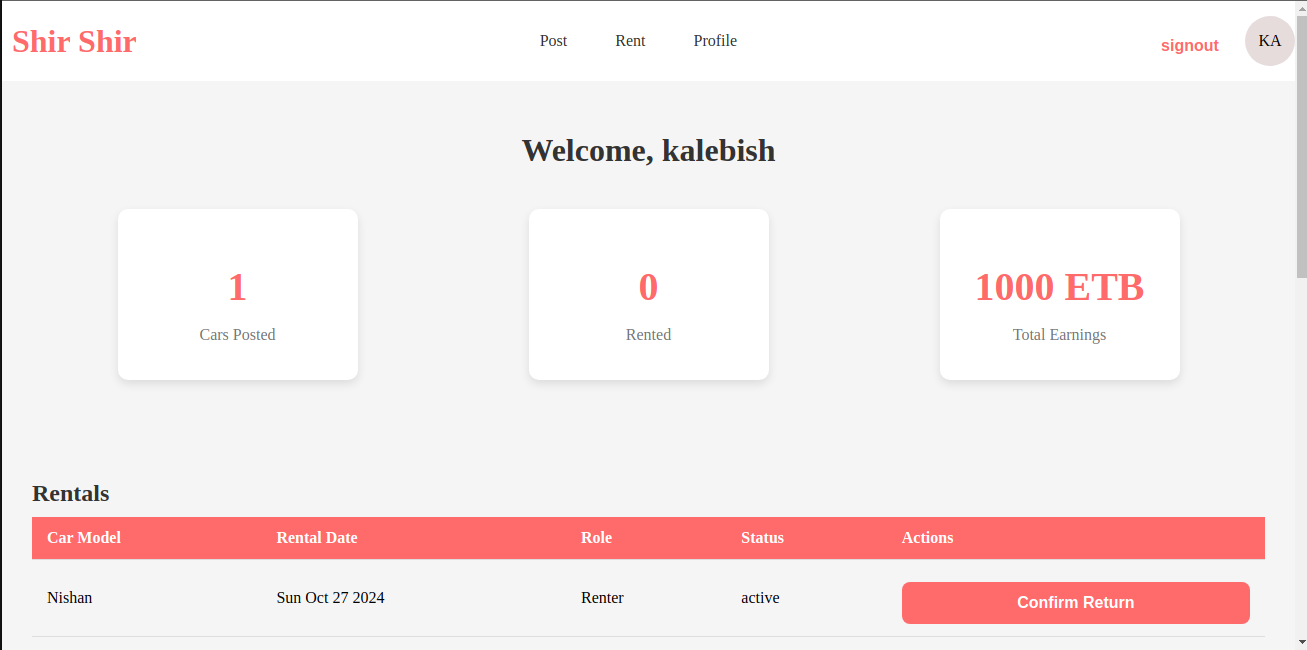 Shir Shir
Post Rent Profile
signout KA
Welcome, kalebish
1 0 1000 ETB
Cars Posted Rented Total Earnings
Rentals
Car Model Rental Date Role Status Actions
Nishan Sun Oct 27 2024 Renter active Confirm Return